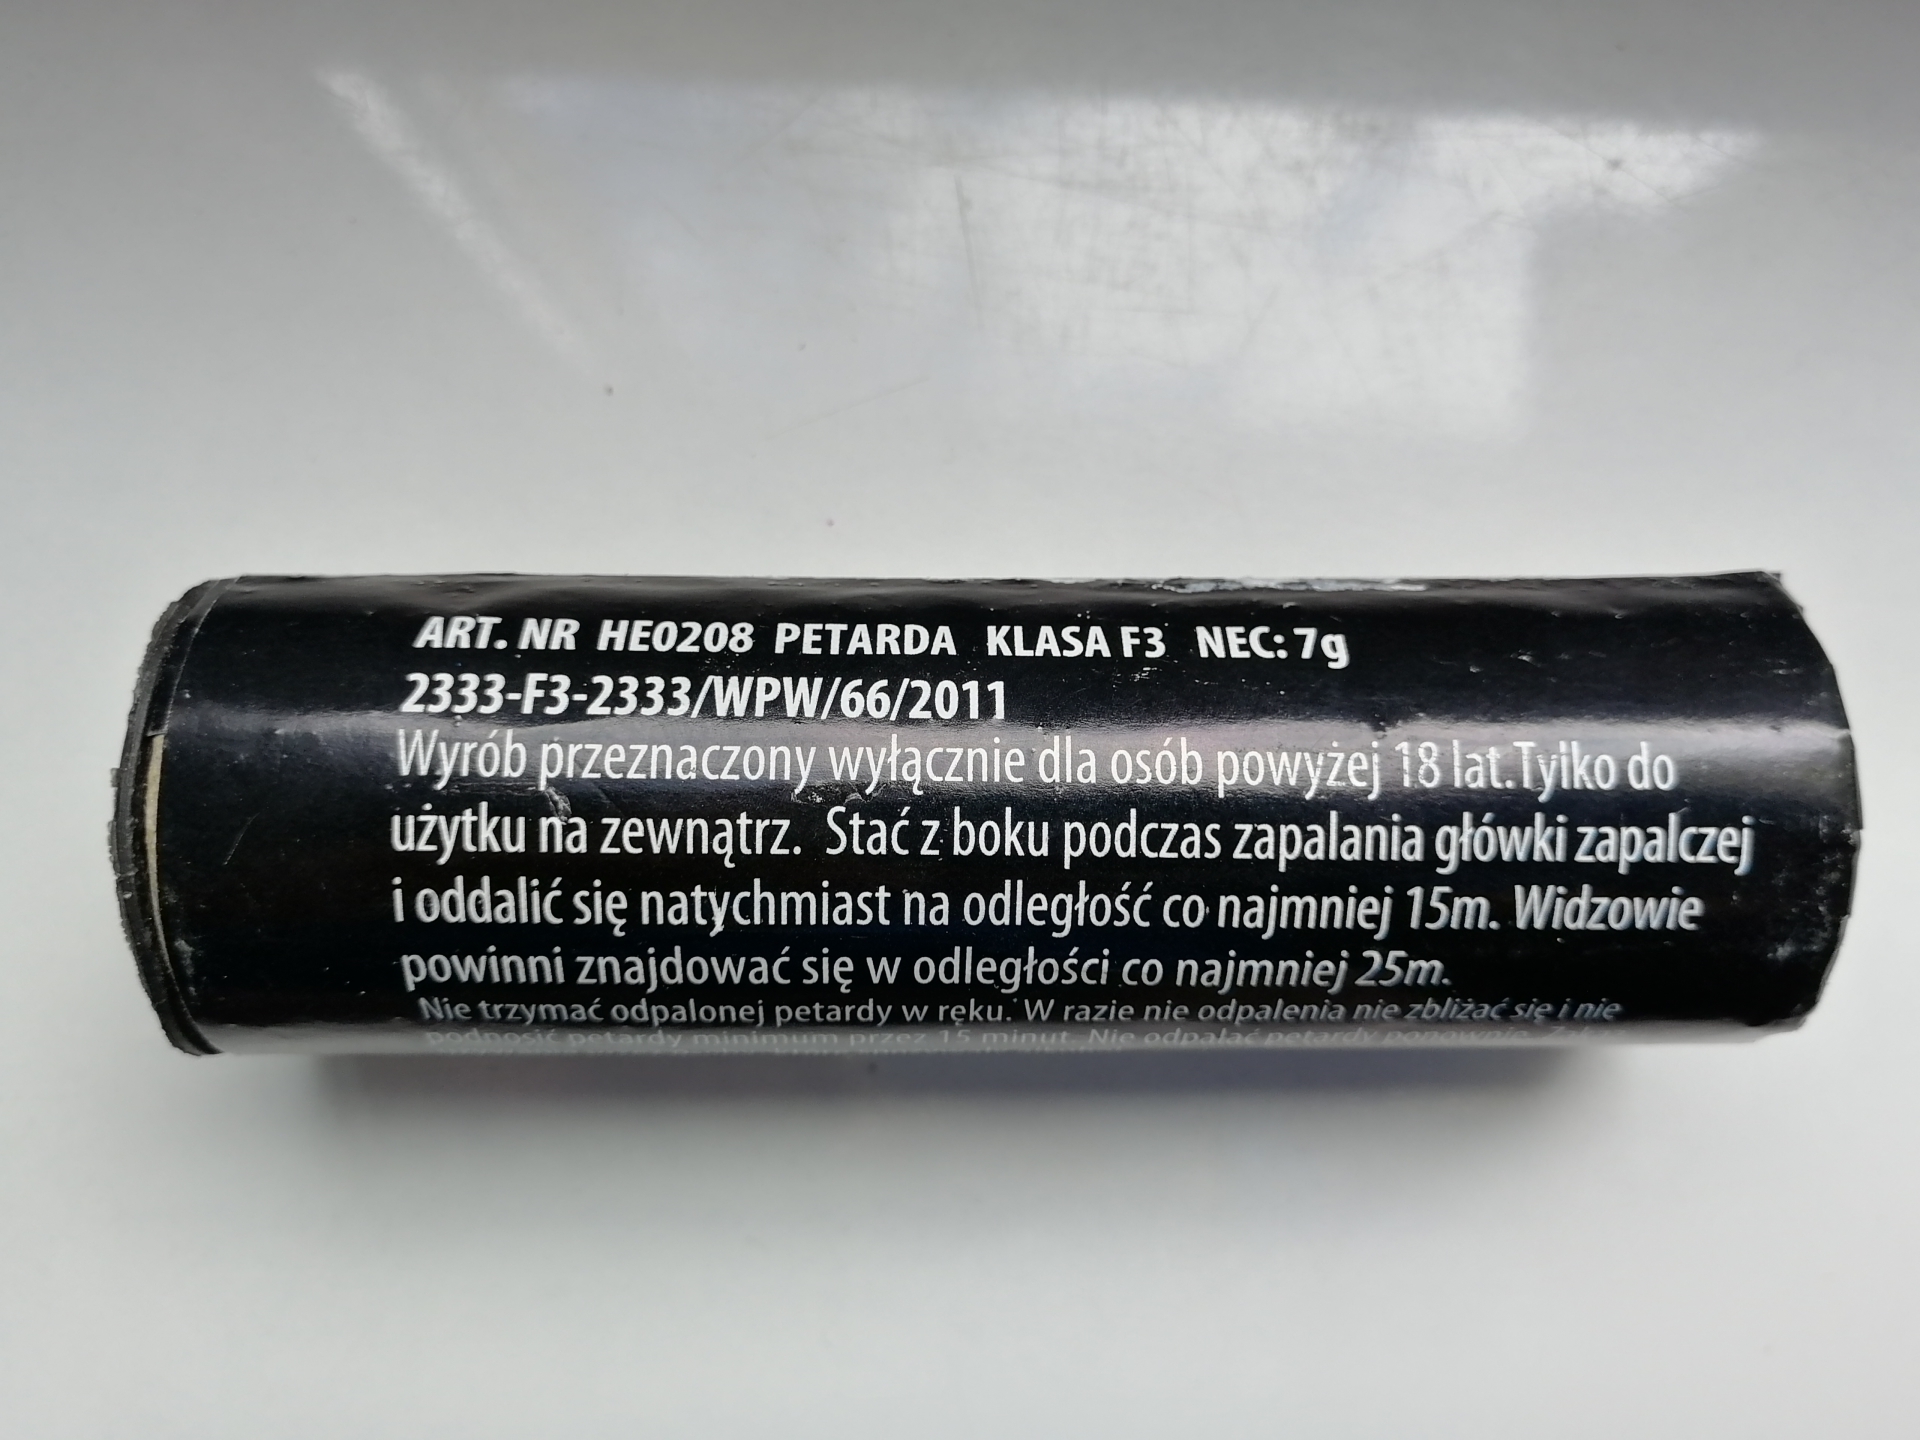 ART. NR HE0208 PETARDA KLASA F3 NEC: 7g
2333-F3-2333/WPW/66/2011
Wyrób przeznaczony wyłącznie dla osób powyżej 18 lat.Tylko do
użytku na zewnątrz. Stać z boku podczas zapalania główki zapalczej
i oddalić się natychmiast na odległość co najmniej 15m. Widzowie
powinni znajdować się w odległości co najmniej 25m.
Nie trzymać odpalonej petardy w ręku. W razie nie odpalenia nie zbliżać się i nie
podnosić petardy minimum przez 15 minut. Nie odpalać petardy ponownie.